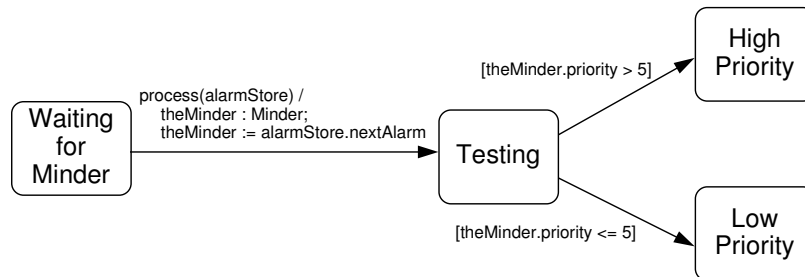 Waiting
for
Minder
process(alarmStore) /
theMinder : Minder;
theMinder := alarmStore.nextAlarm
Testing
[theMinder.priority > 5]
High
Priority
[theMinder.priority <= 5]
Low
Priority